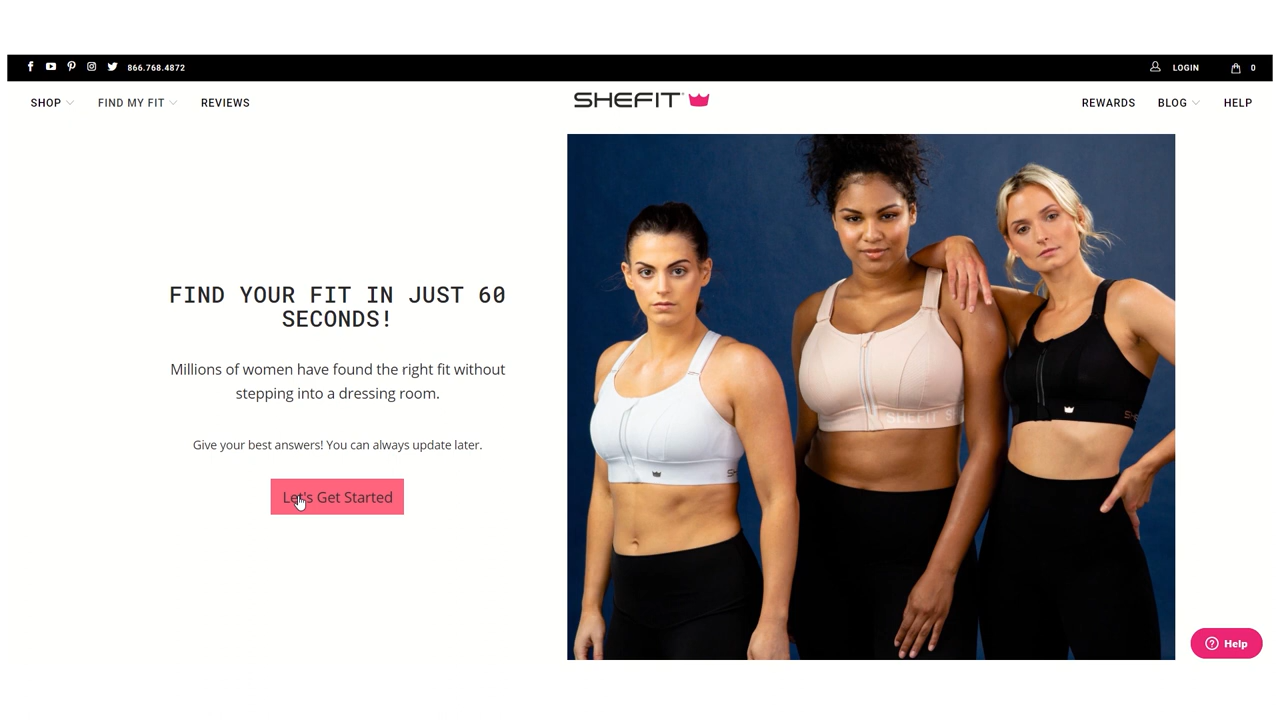 866.768.4872
LOGIN
0
SHOP
FIND MY FIT
REVIEWS
SHEFIT
REWARDS
BLOG
HELP
FIND YOUR FIT IN JUST 60
SECONDS!
Millions of women have found the right fit without
stepping into a dressing room.
Give your best answers! You can always update later.
Let's Get Started
SHEFIT S
Help